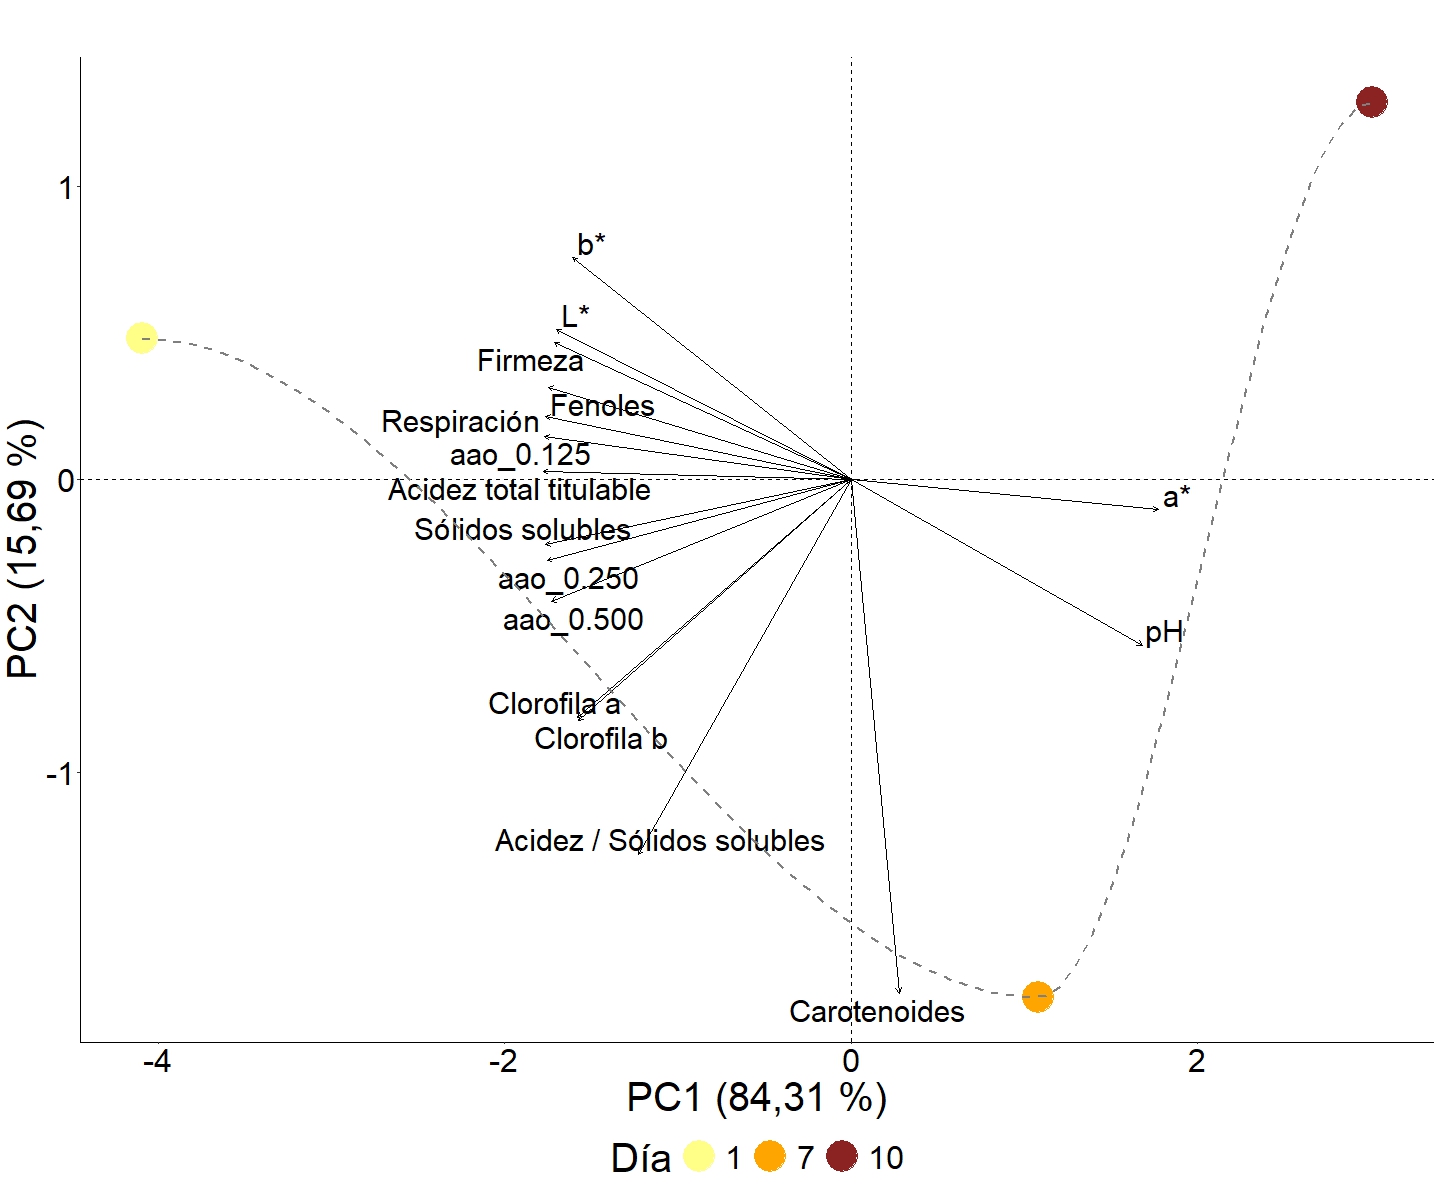 b*
L*
Firmeza
Fenoles
Respiración
aao_0.125
Acidez total titulable
a*
Sólidos solubles
aao_0.250
aao_0.500
pH
Clorofila a
Clorofila b
Acidez / Sólidos solubles
Carotenoides
1
0
-1
PC2 (15,69 %)
-4 -2 0 2
PC1 (84,31 %)
Día 1 7 10